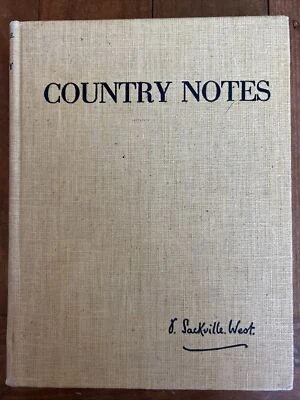 COUNTRY NOTES
V. Sackville-West.